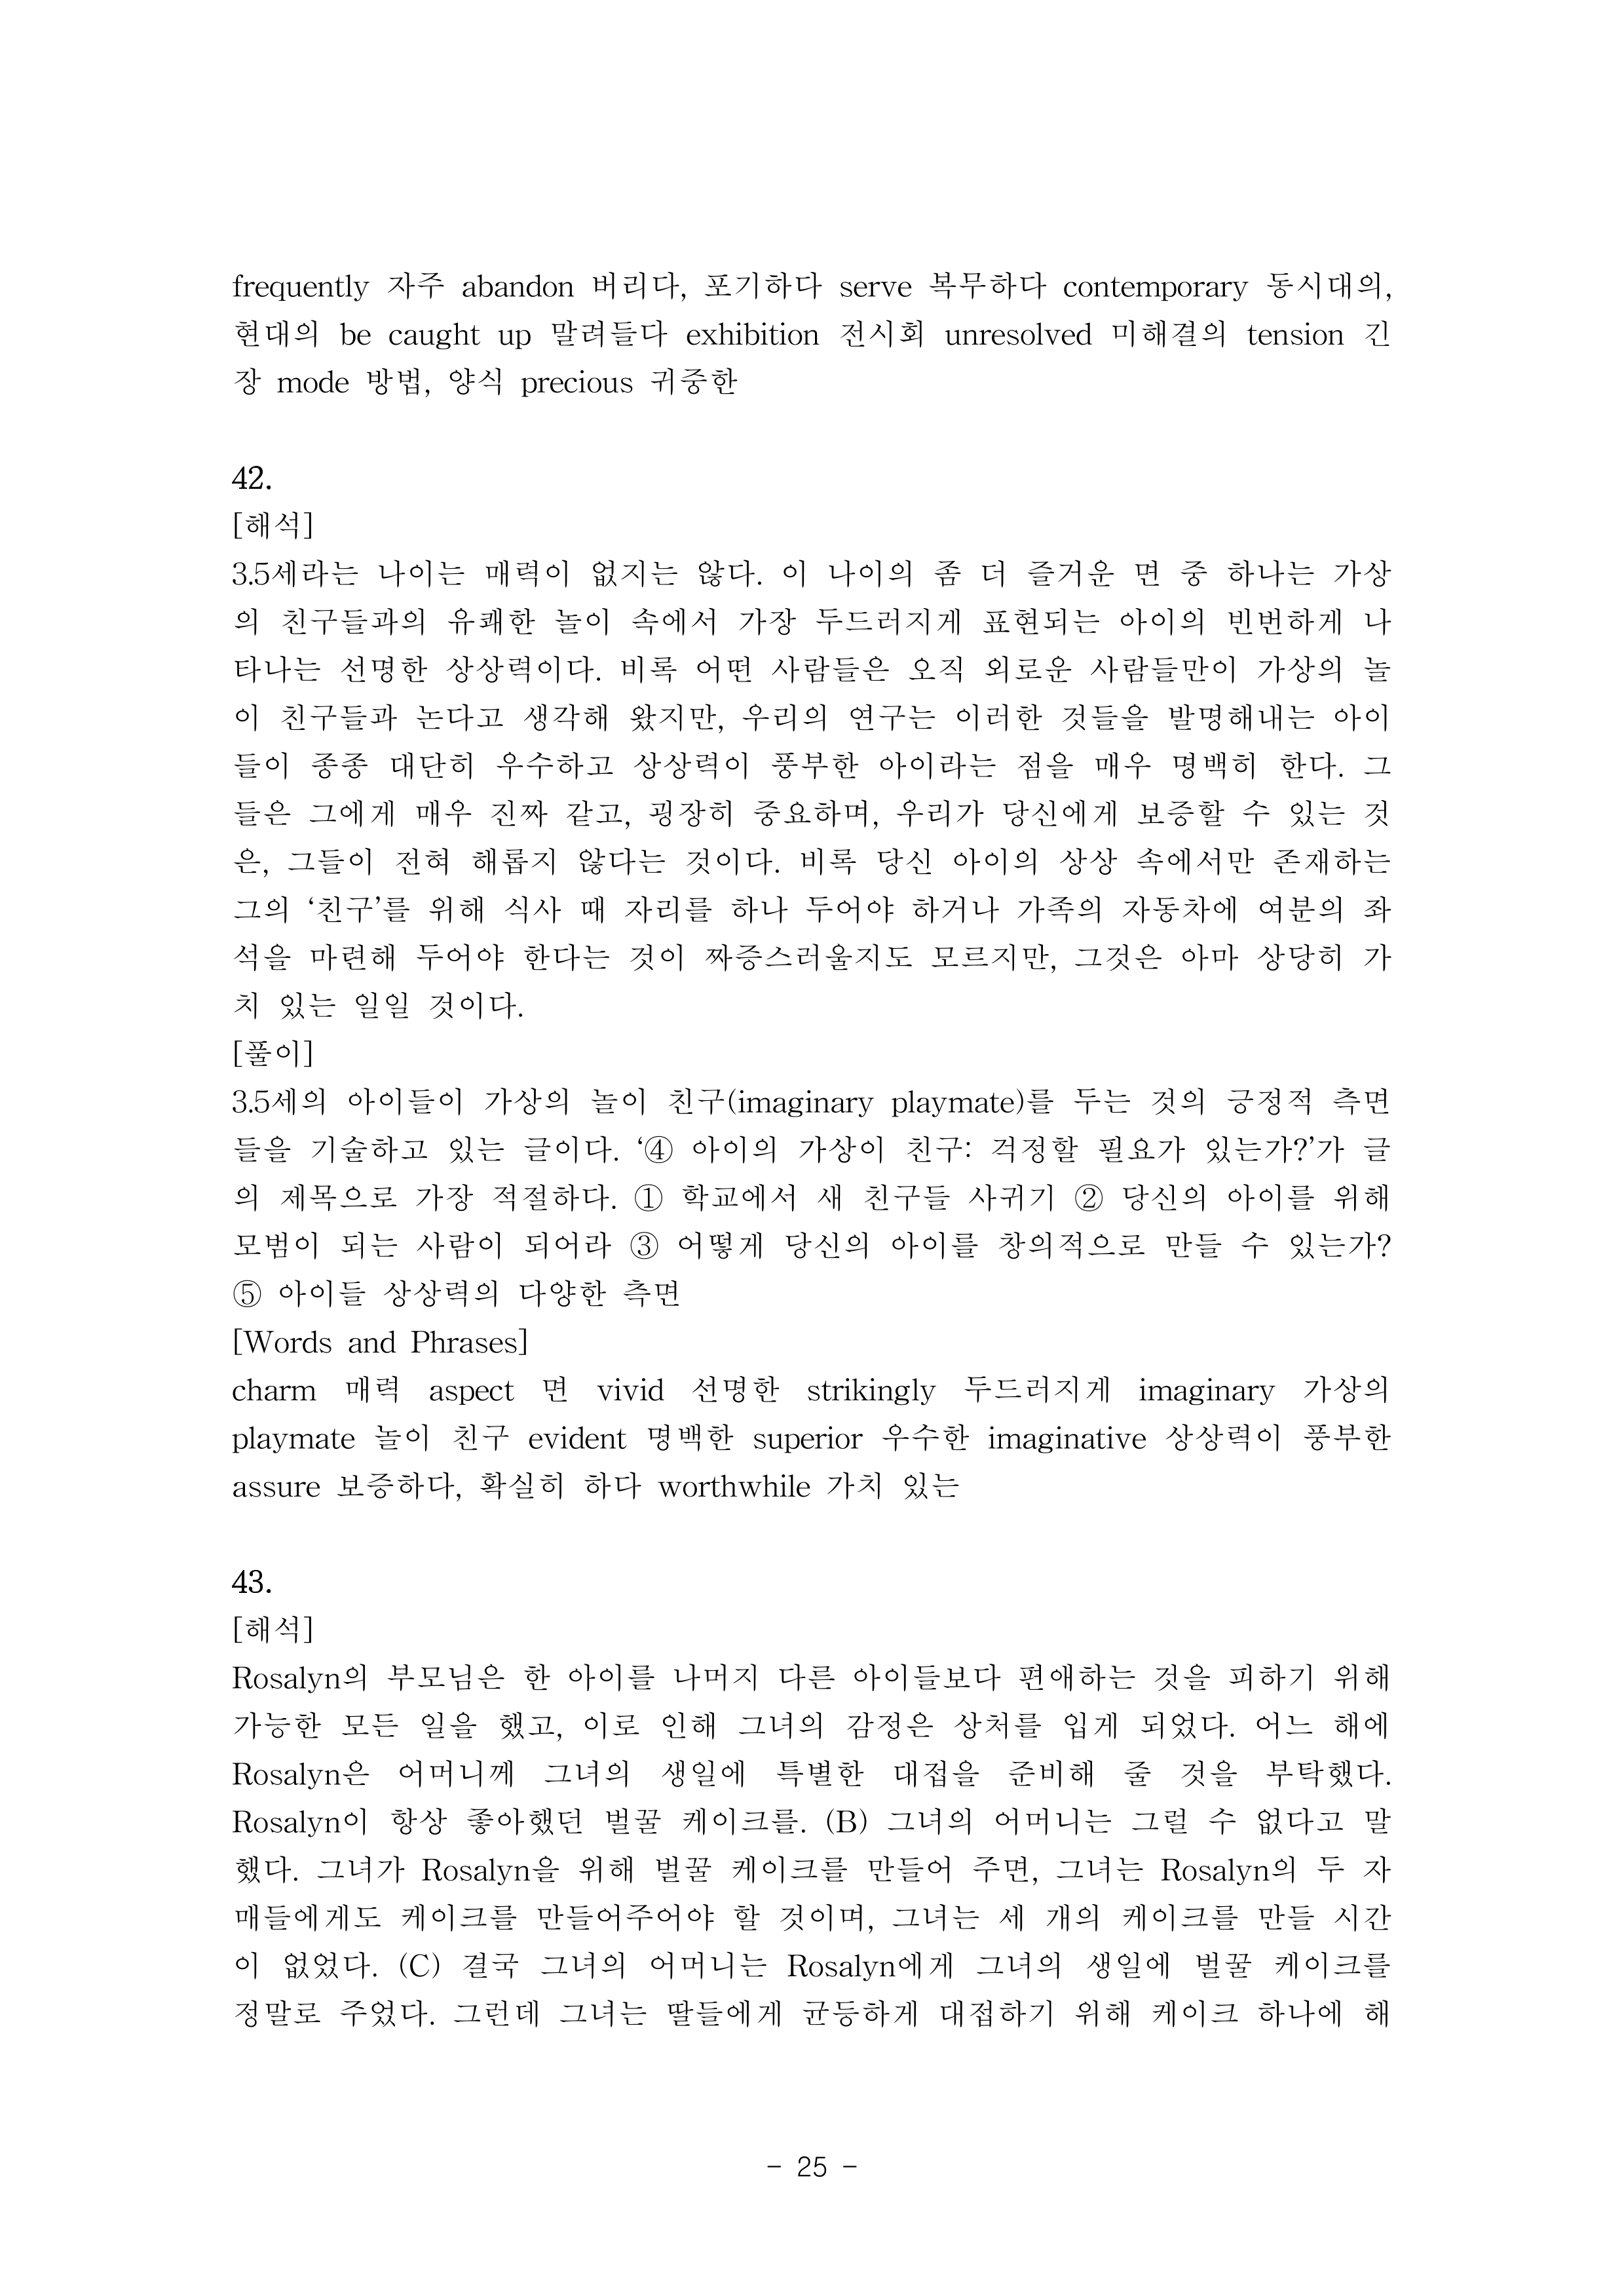 frequently 자주 abandon 버리다, 포기하다 serve 복무하다 contemporary 동시대의,
현대의 be caught up 말려들다 exhibition 전시회 unresolved 미해결의 tension 긴
장 mode 방법, 양식 precious 귀중한
42.
[해석]
3.5세라는 나이는 매력이 없지는 않다. 이 나이의 좀 더 즐거운 면 중 하나는 가상
의 친구들과의 유쾌한 놀이 속에서 가장 두드러지게 표현되는 아이의 빈번하게 나
타나는 선명한 상상력이다. 비록 어떤 사람들은 오직 외로운 사람들만이 가상의 놀
이 친구들과 논다고 생각해 왔지만, 우리의 연구는 이러한 것들을 발명해내는 아이
들이 종종 대단히 우수하고 상상력이 풍부한 아이라는 점을 매우 명백히 한다. 그
들은 그에게 매우 진짜 같고, 굉장히 중요하며, 우리가 당신에게 보증할 수 있는 것
은, 그들이 전혀 해롭지 않다는 것이다. 비록 당신 아이의 상상 속에서만 존재하는
그의 ‘친구’를 위해 식사 때 자리를 하나 두어야 하거나 가족의 자동차에 여분의 좌
석을 마련해 두어야 한다는 것이 짜증스러울지도 모르지만, 그것은 아마 상당히 가
치 있는 일일 것이다.
[풀이]
3.5세의 아이들이 가상의 놀이 친구(imaginary playmate)를 두는 것의 긍정적 측면
들을 기술하고 있는 글이다. ‘④ 아이의 가상이 친구: 걱정할 필요가 있는가?’가 글
의 제목으로 가장 적절하다. ① 학교에서 새 친구들 사귀기 ② 당신의 아이를 위해
모범이 되는 사람이 되어라 ③ 어떻게 당신의 아이를 창의적으로 만들 수 있는가?
⑤ 아이들 상상력의 다양한 측면
[Words and Phrases]
charm 매력 aspect 면 vivid 선명한 strikingly 두드러지게 imaginary 가상의
playmate 놀이 친구 evident 명백한 superior 우수한 imaginative 상상력이 풍부한
assure 보증하다, 확실히 하다 worthwhile 가치 있는
43.
[해석]
Rosalyn의 부모님은 한 아이를 나머지 다른 아이들보다 편애하는 것을 피하기 위해
가능한 모든 일을 했고, 이로 인해 그녀의 감정은 상처를 입게 되었다. 어느 해에
Rosalyn은 어머니께 그녀의 생일에 특별한 대접을 준비해 줄 것을 부탁했다.
Rosalyn이 항상 좋아했던 벌꿀 케이크를. (B) 그녀의 어머니는 그럴 수 없다고 말
했다. 그녀가 Rosalyn을 위해 벌꿀 케이크를 만들어 주면, 그녀는 Rosalyn의 두 자
매들에게도 케이크를 만들어주어야 할 것이며, 그녀는 세 개의 케이크를 만들 시간
이 없었다. (C) 결국 그녀의 어머니는 Rosalyn에게 그녀의 생일에 벌꿀 케이크를
정말로 주었다. 그런데 그녀는 딸들에게 균등하게 대접하기 위해 케이크 하나에 해
- 25 -